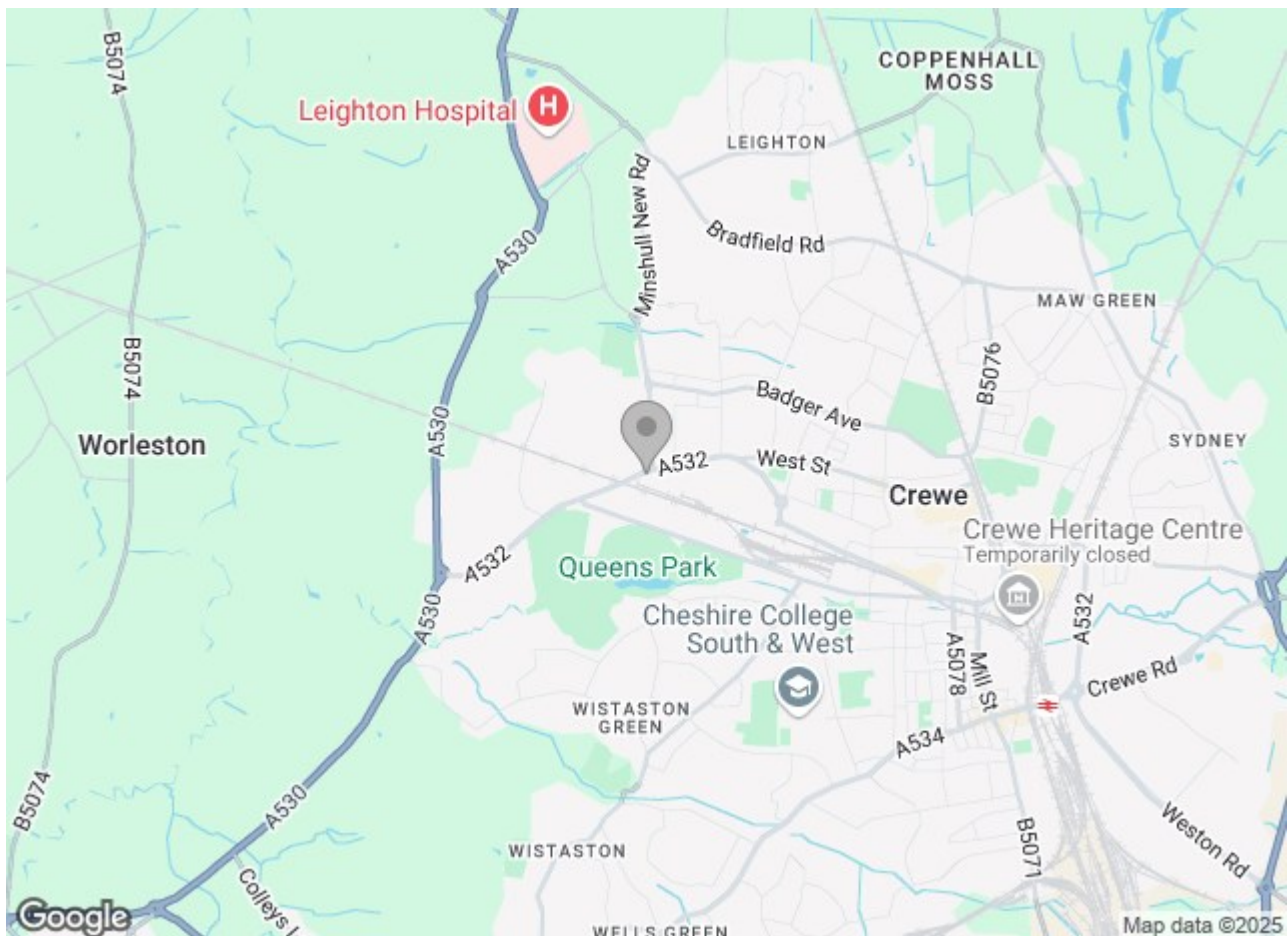 B5074
COPPENHALL
MOSS
Leighton Hospital
H
LEIGHTON
Minshull New Rd
Bradfield Rd
A530
MAW GREEN
B5074
B5076
Badger Ave
A530
Worleston
SYDNEY
A532
West St
Crewe
Crewe Heritage Centre
Temporarily closed
Queens Park
A532
A530
Cheshire College
South & West
A532
A5078
Mill St
Crewe Rd
WISTASTON
GREEN
A534
B5074
A530
Weston Rd
B5071
WISTASTON
WELLS GREEN
Google
Map data ©2025